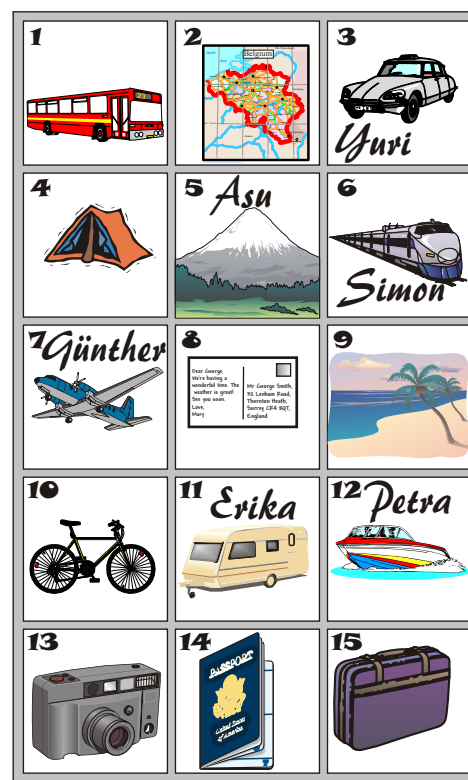 1
2
Belgium
3
23
Yuri
4
5
Asu
6
Simon
7
Günther
8
Dear George,
We're having a
wonderful time. The
weather is great!
See you soon.
Love,
Mary
Mr George Smith,
32 Lenham Road,
Thornton Heath,
Surrey CR4 9QT,
England
9
10
11
Erika
12
Petra
13
14
PASSPORT
United States
of America
15